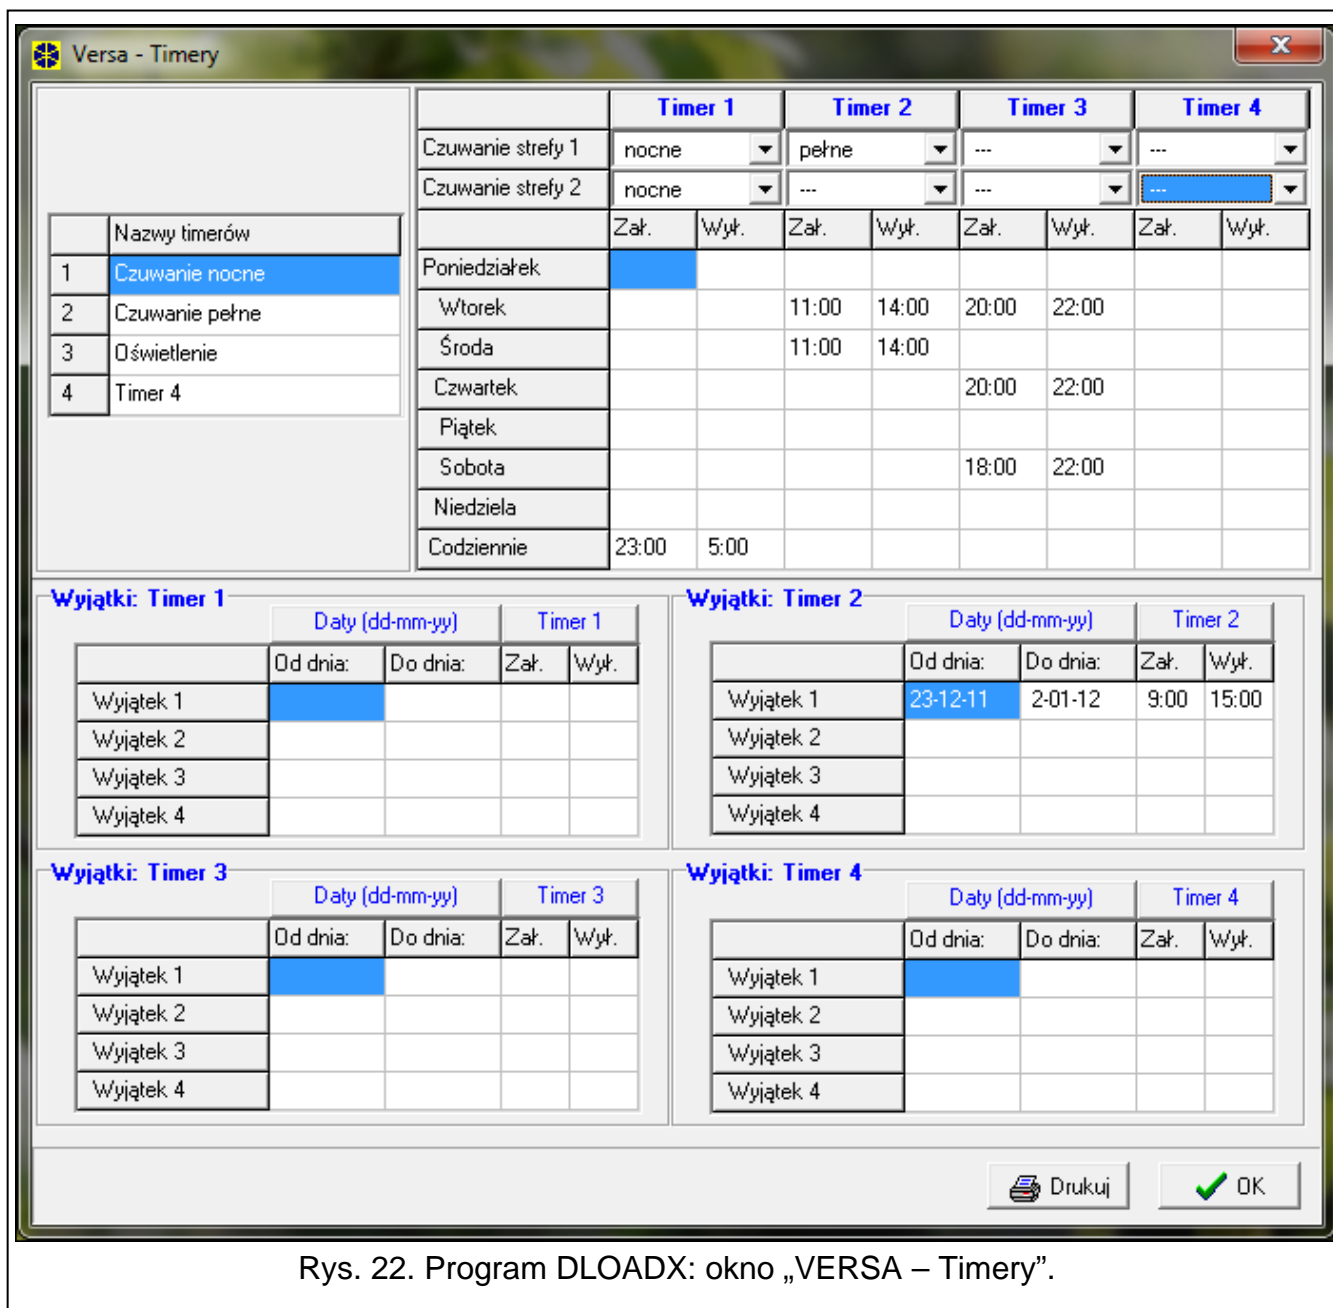 Versa - Timery
Timer 1 Timer 2 Timer 3 Timer 4
Czuwanie strefy 1 nocne pełne --- ---
Czuwanie strefy 2 nocne --- --- ---
Zał. Wył. Zał. Wył. Zał. Wył. Zał. Wył.
Poniedziałek
Wtorek 11:00 14:00 20:00 22:00
Środa 11:00 14:00
Czwartek 20:00 22:00
Piątek
Sobota 18:00 22:00
Niedziela
Codziennie 23:00 5:00
Nazwy timerów
1 Czuwanie nocne
2 Czuwanie pełne
3 Oświetlenie
4 Timer 4
Wyjątki: Timer 1
Daty (dd-mm-yy) Timer 1
Od dnia: Do dnia: Zał. Wył.
Wyjątek 1
Wyjątek 2
Wyjątek 3
Wyjątek 4
Wyjątki: Timer 2
Daty (dd-mm-yy) Timer 2
Od dnia: Do dnia: Zał. Wył.
Wyjątek 1 23-12-11 2-01-12 9:00 15:00
Wyjątek 2
Wyjątek 3
Wyjątek 4
Wyjątki: Timer 3
Daty (dd-mm-yy) Timer 3
Od dnia: Do dnia: Zał. Wył.
Wyjątek 1
Wyjątek 2
Wyjątek 3
Wyjątek 4
Wyjątki: Timer 4
Daty (dd-mm-yy) Timer 4
Od dnia: Do dnia: Zał. Wył.
Wyjątek 1
Wyjątek 2
Wyjątek 3
Wyjątek 4
Drukuj OK
Rys. 22. Program DLOADX: okno „VERSA – Timery”.